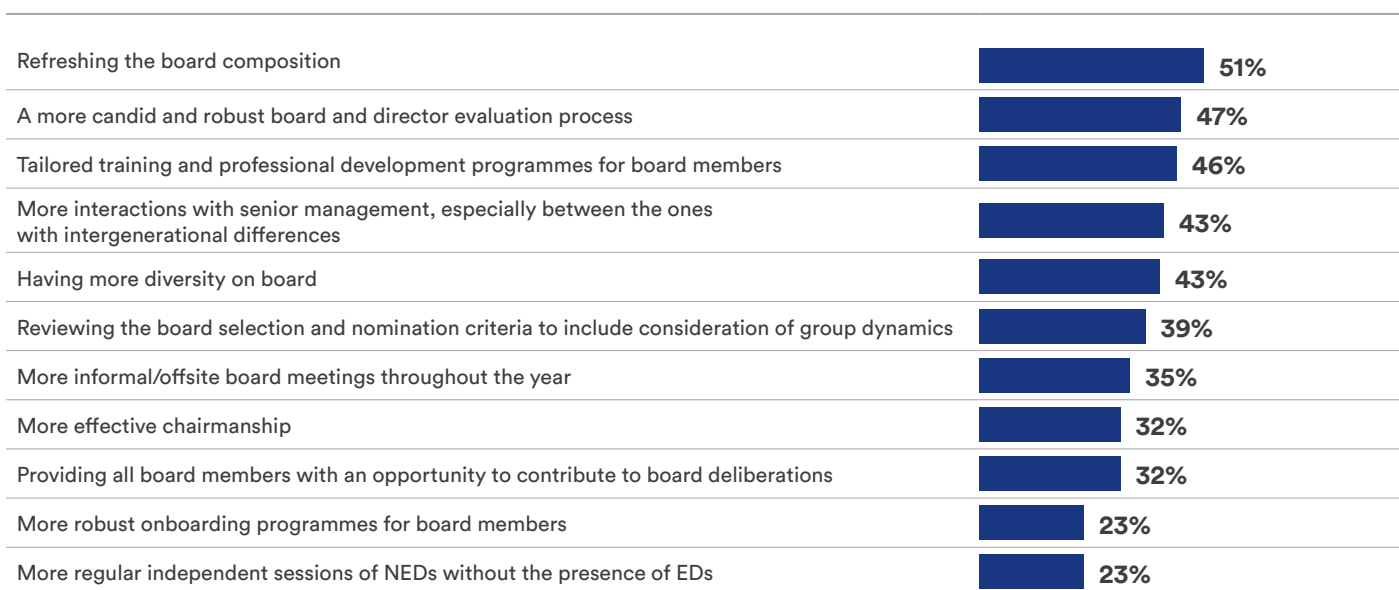 Refreshing the board composition 51%
A more candid and robust board and director evaluation process 47%
Tailored training and professional development programmes for board members 46%
More interactions with senior management, especially between the ones
with intergenerational differences 43%
Having more diversity on board 43%
Reviewing the board selection and nomination criteria to include consideration of group dynamics 39%
More informal/offsite board meetings throughout the year 35%
More effective chairmanship 32%
Providing all board members with an opportunity to contribute to board deliberations 32%
More robust onboarding programmes for board members 23%
More regular independent sessions of NEDs without the presence of EDs 23%